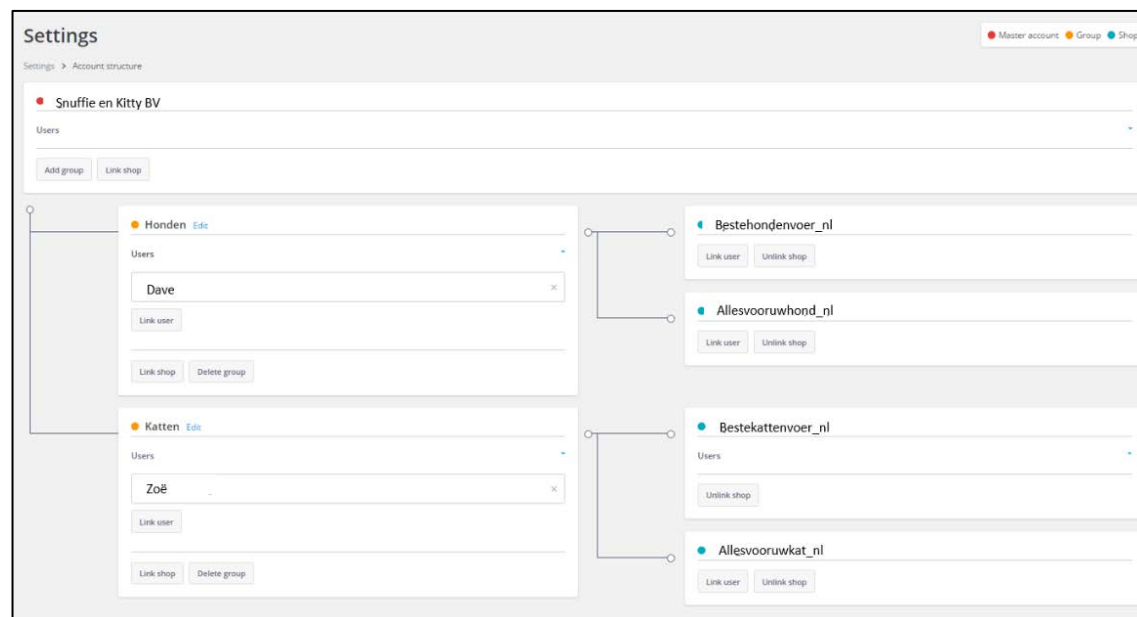 Settings
Master account Group Shop
Settings > Account structure
Snuffie en Kitty BV
Users
Add group Link shop
Honden Edit
Users
Dave ×
Link user
Link shop Delete group
Bestehondenvoer_nl
Link user Unlink shop
Allesvooruwhond_nl
Link user Unlink shop
Katten Edit
Users
Zoë ×
Link user
Link shop Delete group
Bestekattenvoer_nl
Users
Unlink shop
Allesvooruwkat_nl
Link user Unlink shop